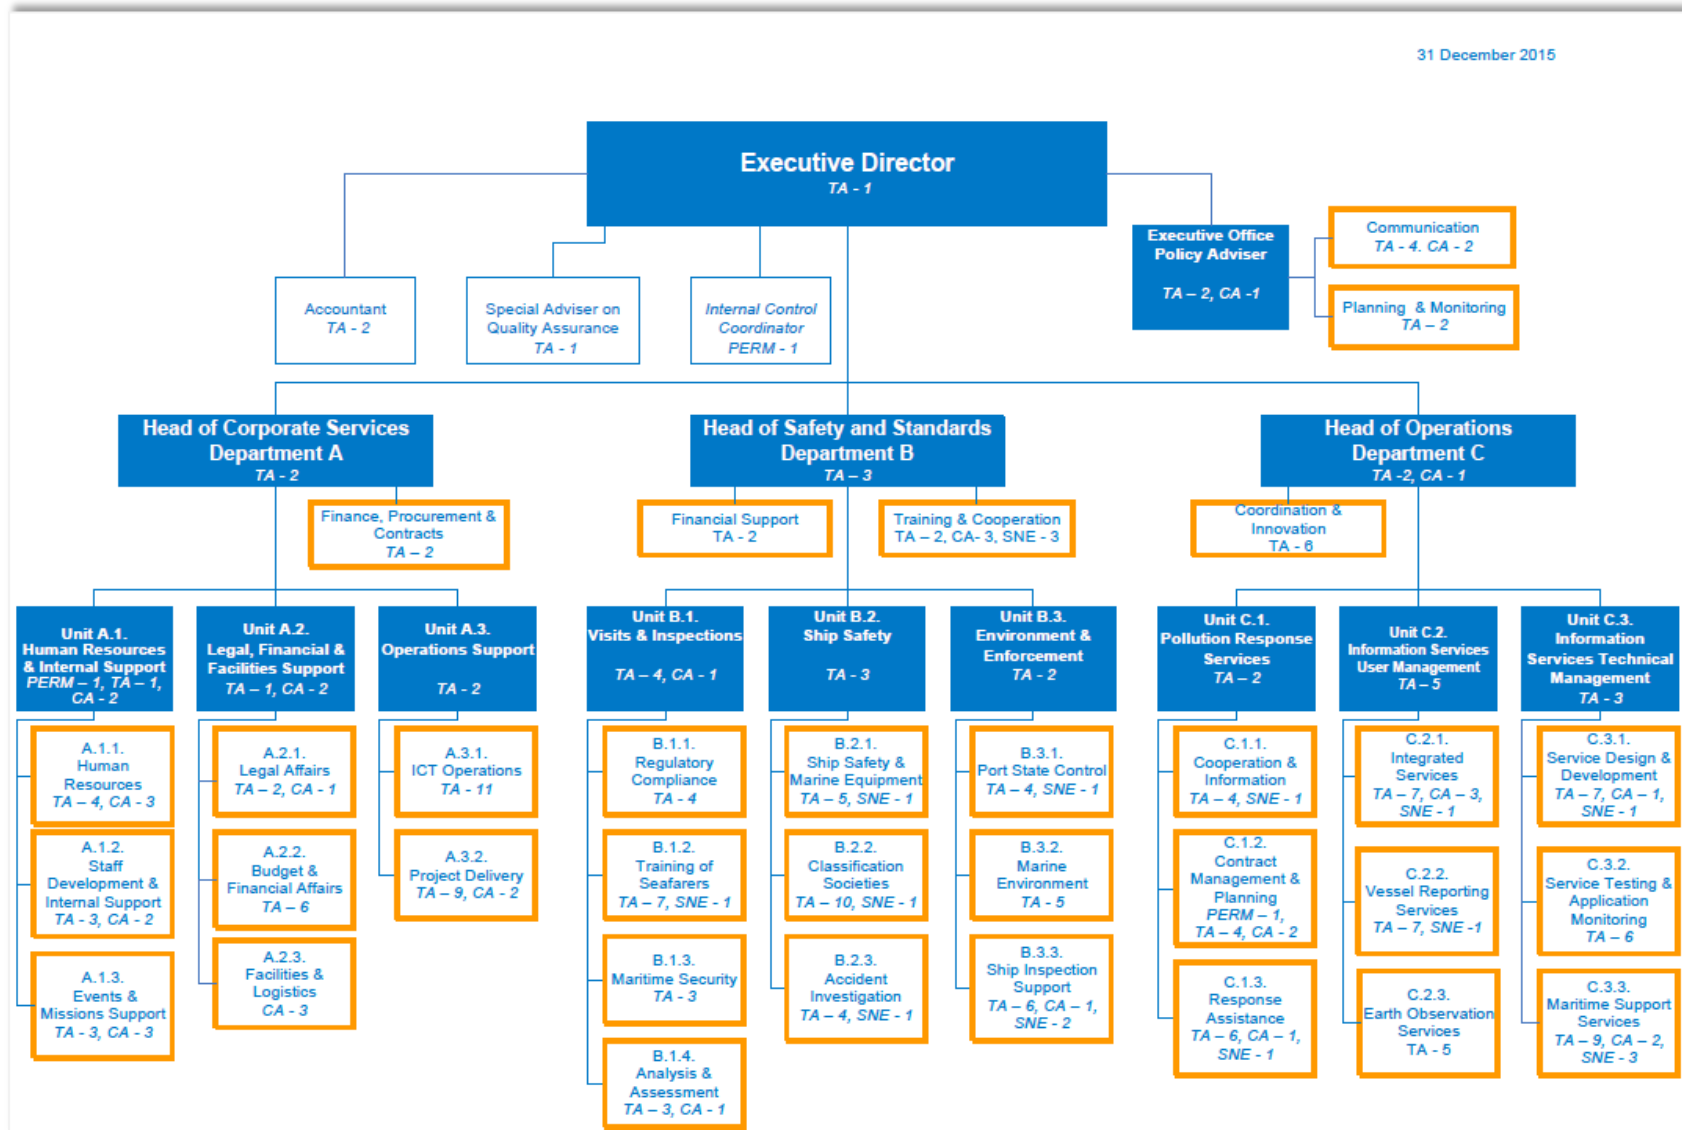 31 December 2015
Executive Director
TA - 1
Executive Office
Policy Adviser
TA – 2, CA -1
Communication
TA - 4. CA - 2
Planning & Monitoring
TA – 2
Accountant
TA - 2
Special Adviser on
Quality Assurance
TA - 1
Internal Control
Coordinator
PERM - 1
Head of Corporate Services
Department A
TA - 2
Head of Safety and Standards
Department B
TA – 3
Head of Operations
Department C
TA -2, CA - 1
Finance, Procurement &
Contracts
TA – 2
Financial Support
TA - 2
Training & Cooperation
TA – 2, CA- 3, SNE - 3
Coordination &
Innovation
TA - 6
Unit A.1.
Human Resources
& Internal Support
PERM – 1, TA – 1,
CA - 2
Unit A.2.
Legal, Financial &
Facilities Support
TA – 1, CA - 2
Unit A.3.
Operations Support
TA - 2
Unit B.1.
Visits & Inspections
TA – 4, CA - 1
Unit B.2.
Ship Safety
TA - 3
Unit B.3.
Environment &
Enforcement
TA - 2
Unit C.1.
Pollution Response
Services
TA – 2
Unit C.2.
Information Services
User Management
TA – 5
Unit C.3.
Information
Services Technical
Management
TA - 3
A.1.1.
Human
Resources
TA – 4, CA - 3
A.1.2.
Staff
Development &
Internal Support
TA - 3, CA – 2
A.1.3.
Events &
Missions Support
TA - 3, CA – 3
A.2.1.
Legal Affairs
TA – 2, CA - 1
A.2.2.
Budget &
Financial Affairs
TA – 6
A.2.3.
Facilities &
Logistics
CA – 3
A.3.1.
ICT Operations
TA - 11
A.3.2.
Project Delivery
TA – 9, CA - 2
B.1.1.
Regulatory
Compliance
TA - 4
B.1.2.
Training of
Seafarers
TA – 7, SNE - 1
B.1.3.
Maritime Security
TA - 3
B.1.4.
Analysis &
Assessment
TA – 3, CA - 1
B.2.1.
Ship Safety &
Marine Equipment
TA – 5, SNE - 1
B.2.2.
Classification
Societies
TA – 10, SNE - 1
B.2.3.
Accident
Investigation
TA – 4, SNE – 1
B.3.1.
Port State Control
TA – 4, SNE - 1
B.3.2.
Marine
Environment
TA - 5
B.3.3.
Ship Inspection
Support
TA – 6, CA – 1,
SNE - 2
C.1.1.
Cooperation &
Information
TA – 4, SNE - 1
C.1.2.
Contract
Management &
Planning
PERM – 1,
TA – 4, CA - 2
C.1.3.
Response
Assistance
TA – 6, CA – 1,
SNE - 1
C.2.1.
Integrated
Services
TA – 7, CA – 3,
SNE - 1
C.2.2.
Vessel Reporting
Services
TA – 7, SNE -1
C.2.3.
Earth Observation
Services
TA - 5
C.3.1.
Service Design &
Development
TA – 7, CA – 1,
SNE - 1
C.3.2.
Service Testing &
Application
Monitoring
TA – 6
C.3.3.
Maritime Support
Services
TA – 9, CA – 2,
SNE - 3